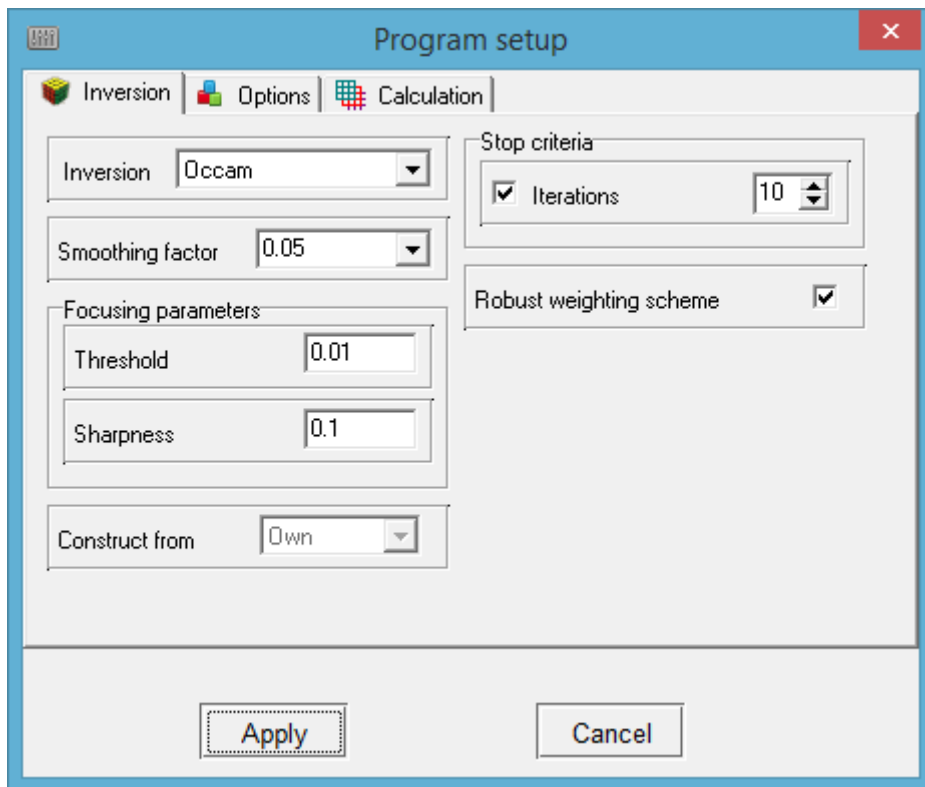 Program setup
Inversion
Options
Calculation
Inversion
Occam
Smoothing factor
0.05
Focusing parameters
Threshold
0.01
Sharpness
0.1
Construct from
Own
Stop criteria
Iterations
10
Robust weighting scheme
Apply
Cancel